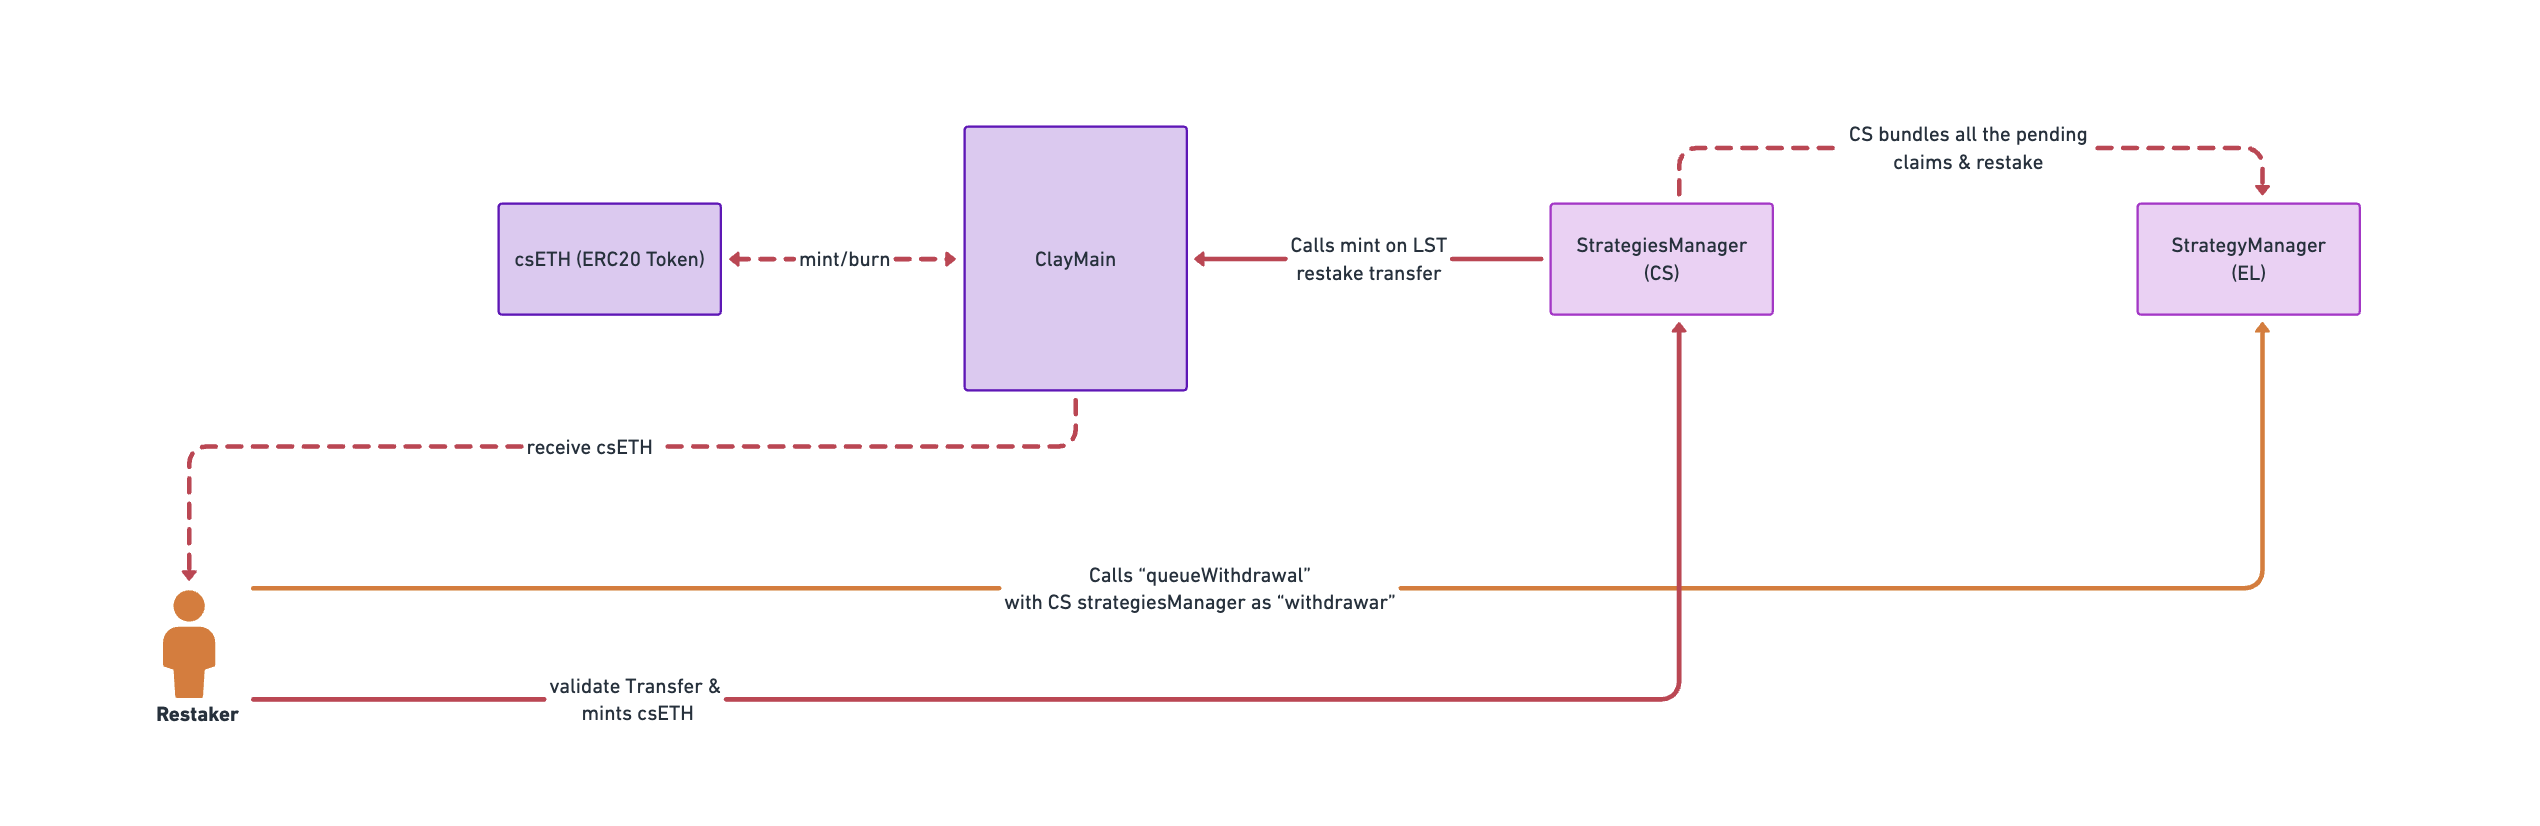 CS bundles all the pending
claims & restake
csETH (ERC20 Token)
mint/burn
ClayMain
Calls mint on LST
restake transfer
StrategiesManager
(CS)
StrategyManager
(EL)
receive csETH
Calls “queueWithdrawal”
with CS strategiesManager as “withdrawar”
validate Transfer &
mints csETH
Restaker